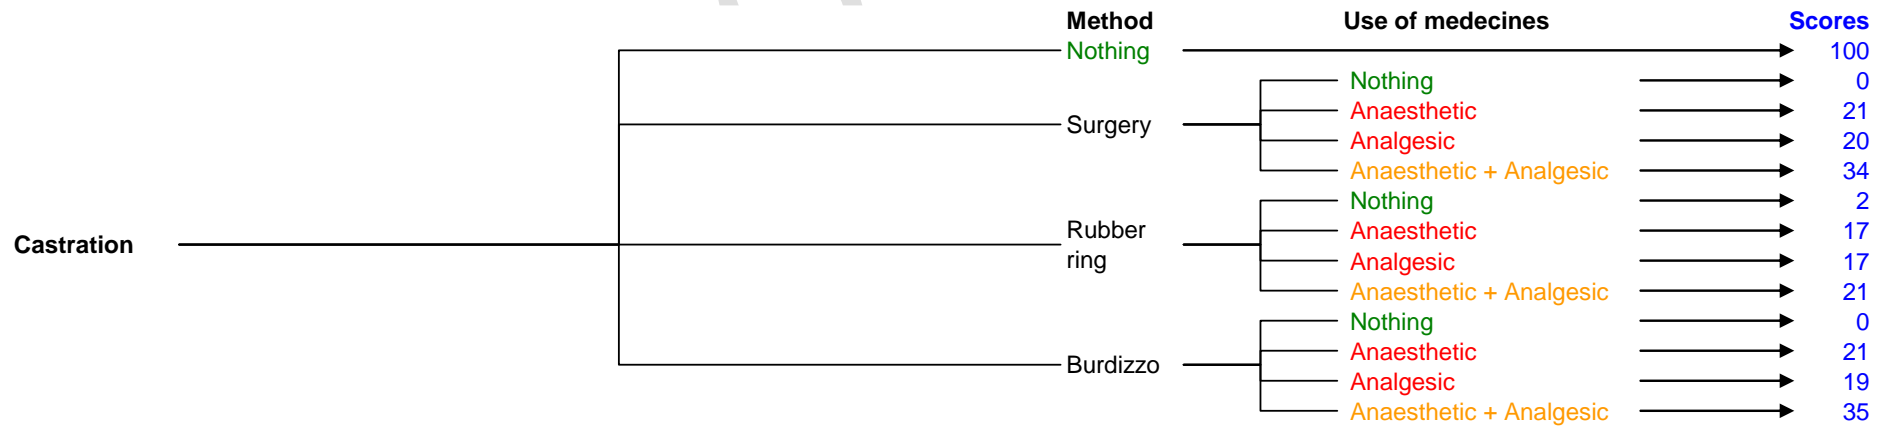 Method Use of medecines Scores
Nothing 100
Nothing 0
Anaesthetic 21
Surgery
Analgesic 20
Anaesthetic + Analgesic 34
Nothing 2
Rubber Anaesthetic 17
Castration
ring Analgesic 17
Anaesthetic + Analgesic 21
Nothing 0
Anaesthetic 21
Burdizzo
Analgesic 19
Anaesthetic + Analgesic 35